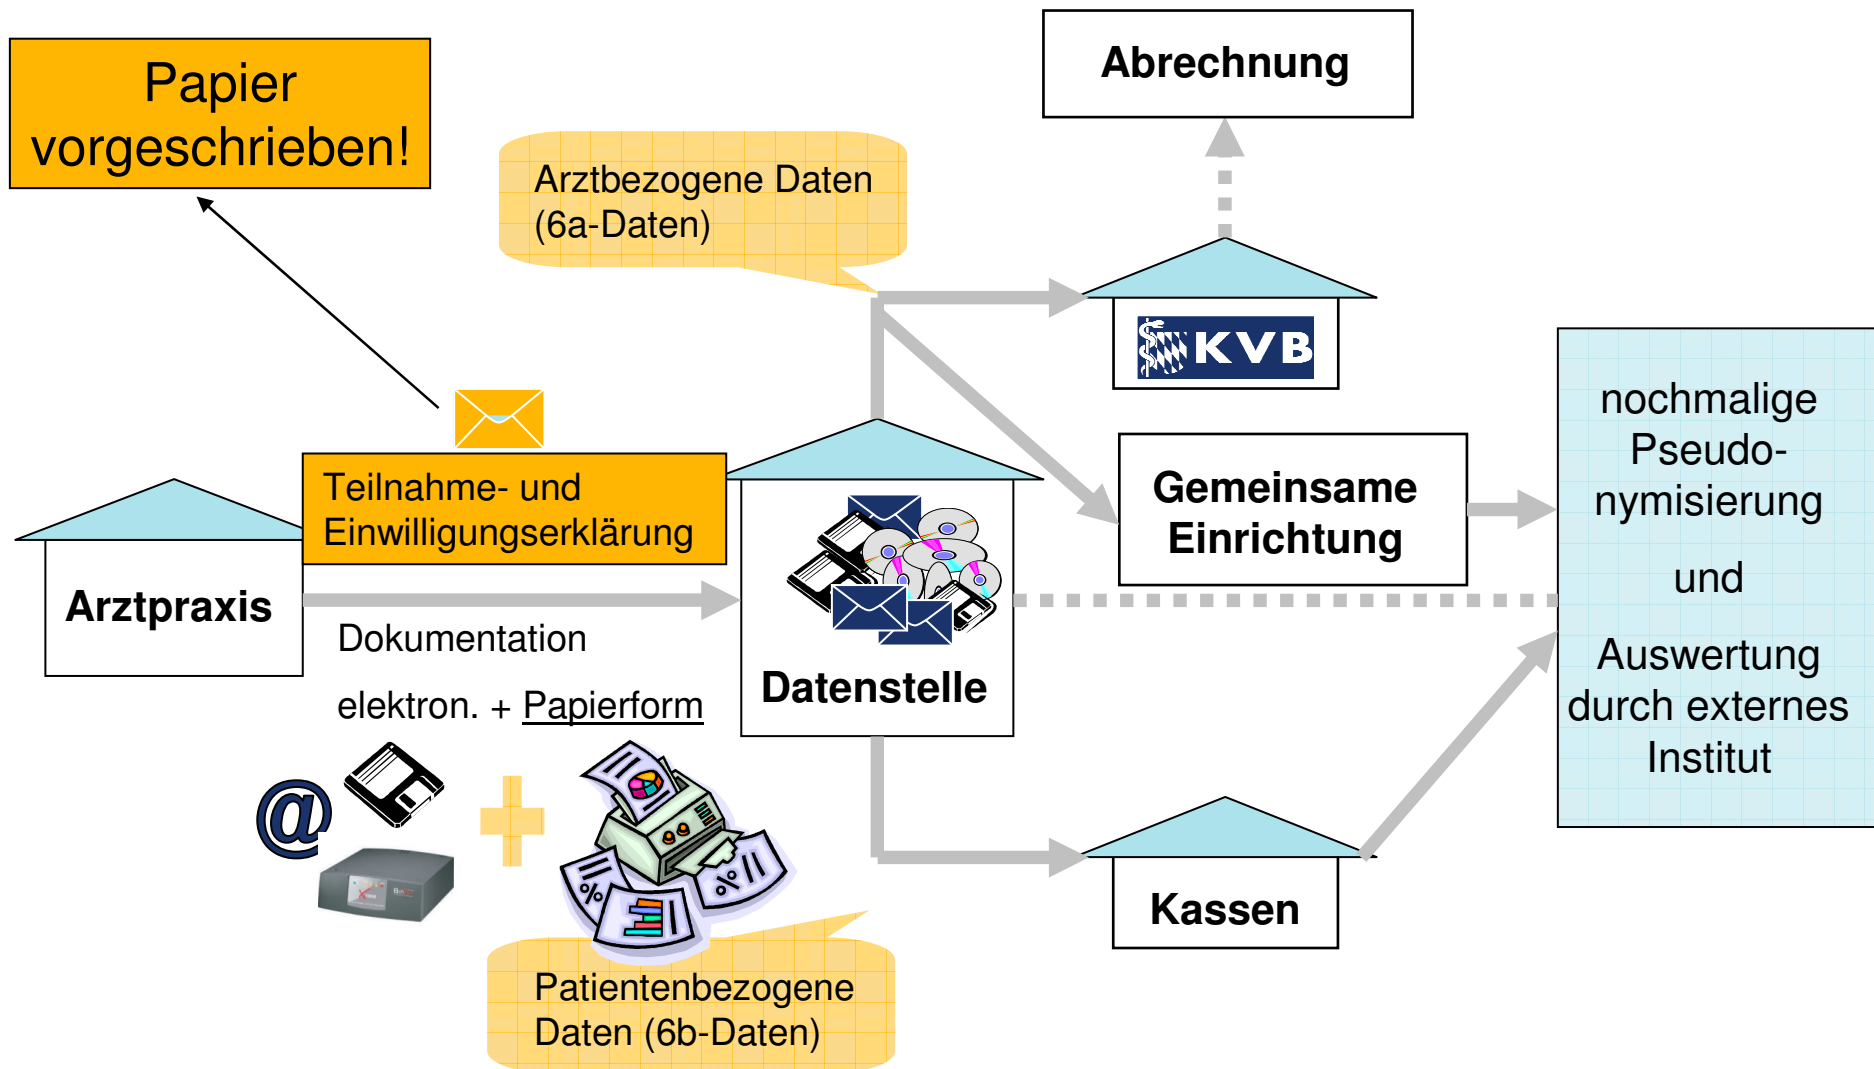 Papier
vorgeschrieben!
Abrechnung
Arztbezogene Daten
(6a-Daten)
KVB
Teilnahme- und
Einwilligungserklärung
Gemeinsame
Einrichtung
nochmalige
Pseudo-
nymisierung
und
Auswertung
durch externes
Institut
Arztpraxis
Dokumentation
elektron. + Papierform
Datenstelle
@
Kassen
Patientenbezogene
Daten (6b-Daten)